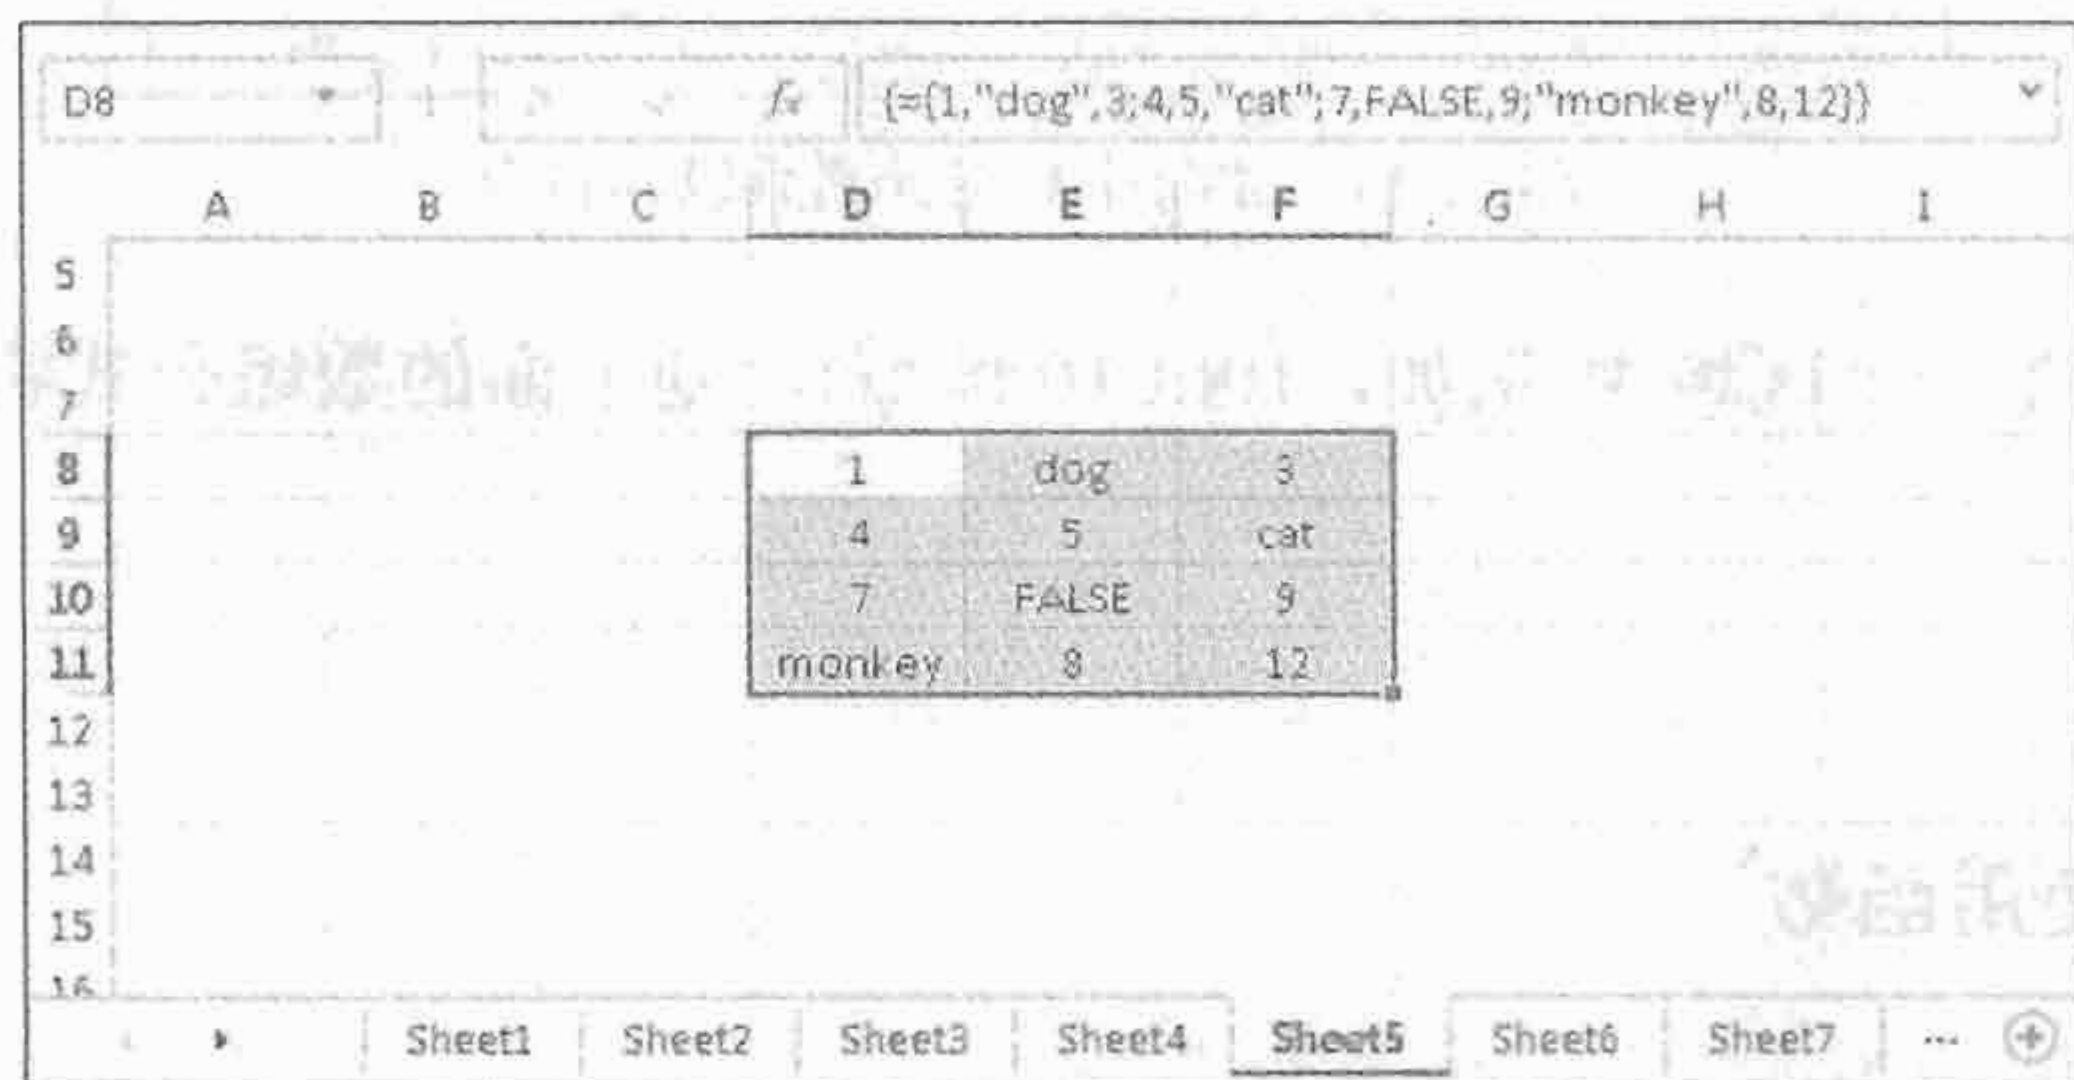 D8 fx {={1,"dog",3;4,5,"cat";7,FALSE,9;"monkey",8,12}}
A B C D E F G H I
5
6
7
8 1 dog 3
9 4 5 cat
10 7 FALSE 9
11 monkey 8 12
12
13
14
15
16
Sheet1 Sheet2 Sheet3 Sheet4 Sheet5 Sheet6 Sheet7 ...